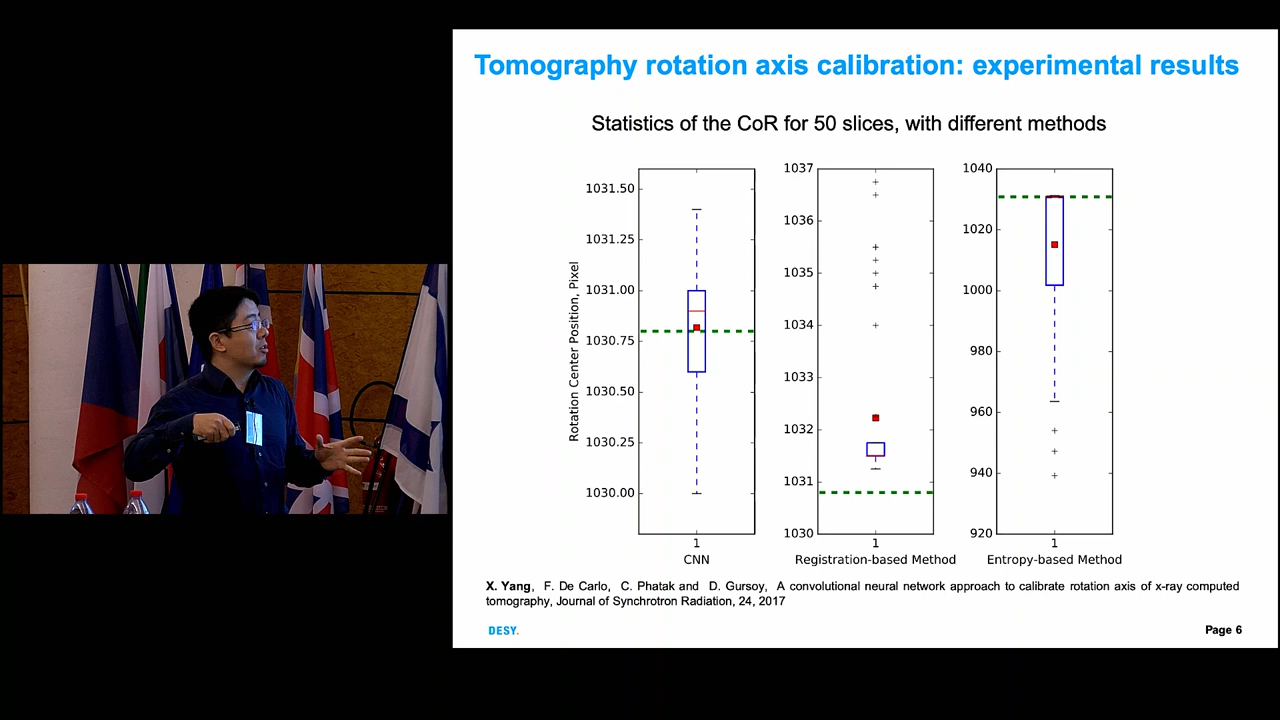 Tomography rotation axis calibration: experimental results
Statistics of the CoR for 50 slices, with different methods
Rotation Center Position, Pixel
1031.50
1031.25
1031.00
1030.75
1030.50
1030.25
1030.00
1
CNN
1037
1036
1035
1034
1033
1032
1031
1030
1
Registration-based Method
1040
1020
1000
980
960
940
920
1
Entropy-based Method
X. Yang, F. De Carlo, C. Phatak and D. Gursoy, A convolutional neural network approach to calibrate rotation axis of x-ray computed
tomography, Journal of Synchrotron Radiation, 24, 2017
DESY.
Page 6